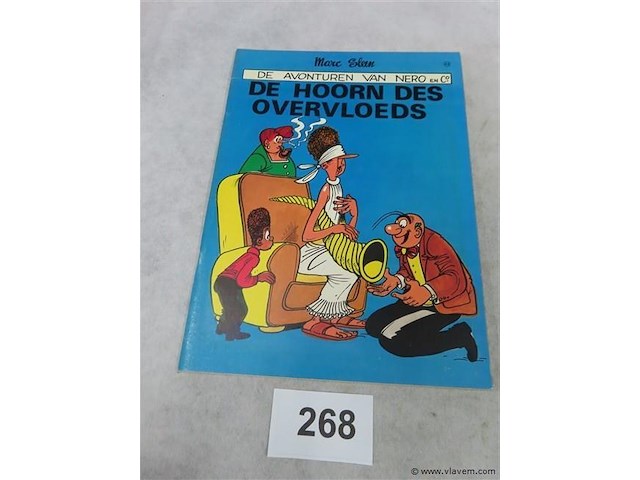 Marc Sleen
DE AVONTUREN VAN NERO EN Co
DE HOORN DES
OVERVLOEDS
268
© www.vlavem.com